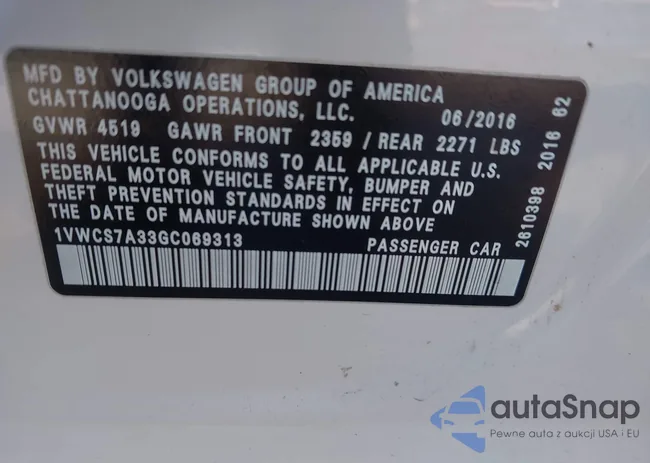 MFD BY VOLKSWAGEN GROUP OF AMERICA
CHATTANOOGA OPERATIONS, LLC.
06/2016
GVWR 4519 GAWR FRONT 2359 / REAR 2271 LBS
THIS VEHICLE CONFORMS TO ALL APPLICABLE U.S.
FEDERAL MOTOR VEHICLE SAFETY, BUMPER AND
THEFT PREVENTION STANDARDS IN EFFECT ON
THE DATE OF MANUFACTURE SHOWN ABOVE
1VWCS7A33GC069313 PASSENGER CAR
2610398 2016 62
autoSnap
Pewne auta z aukcji USA i EU